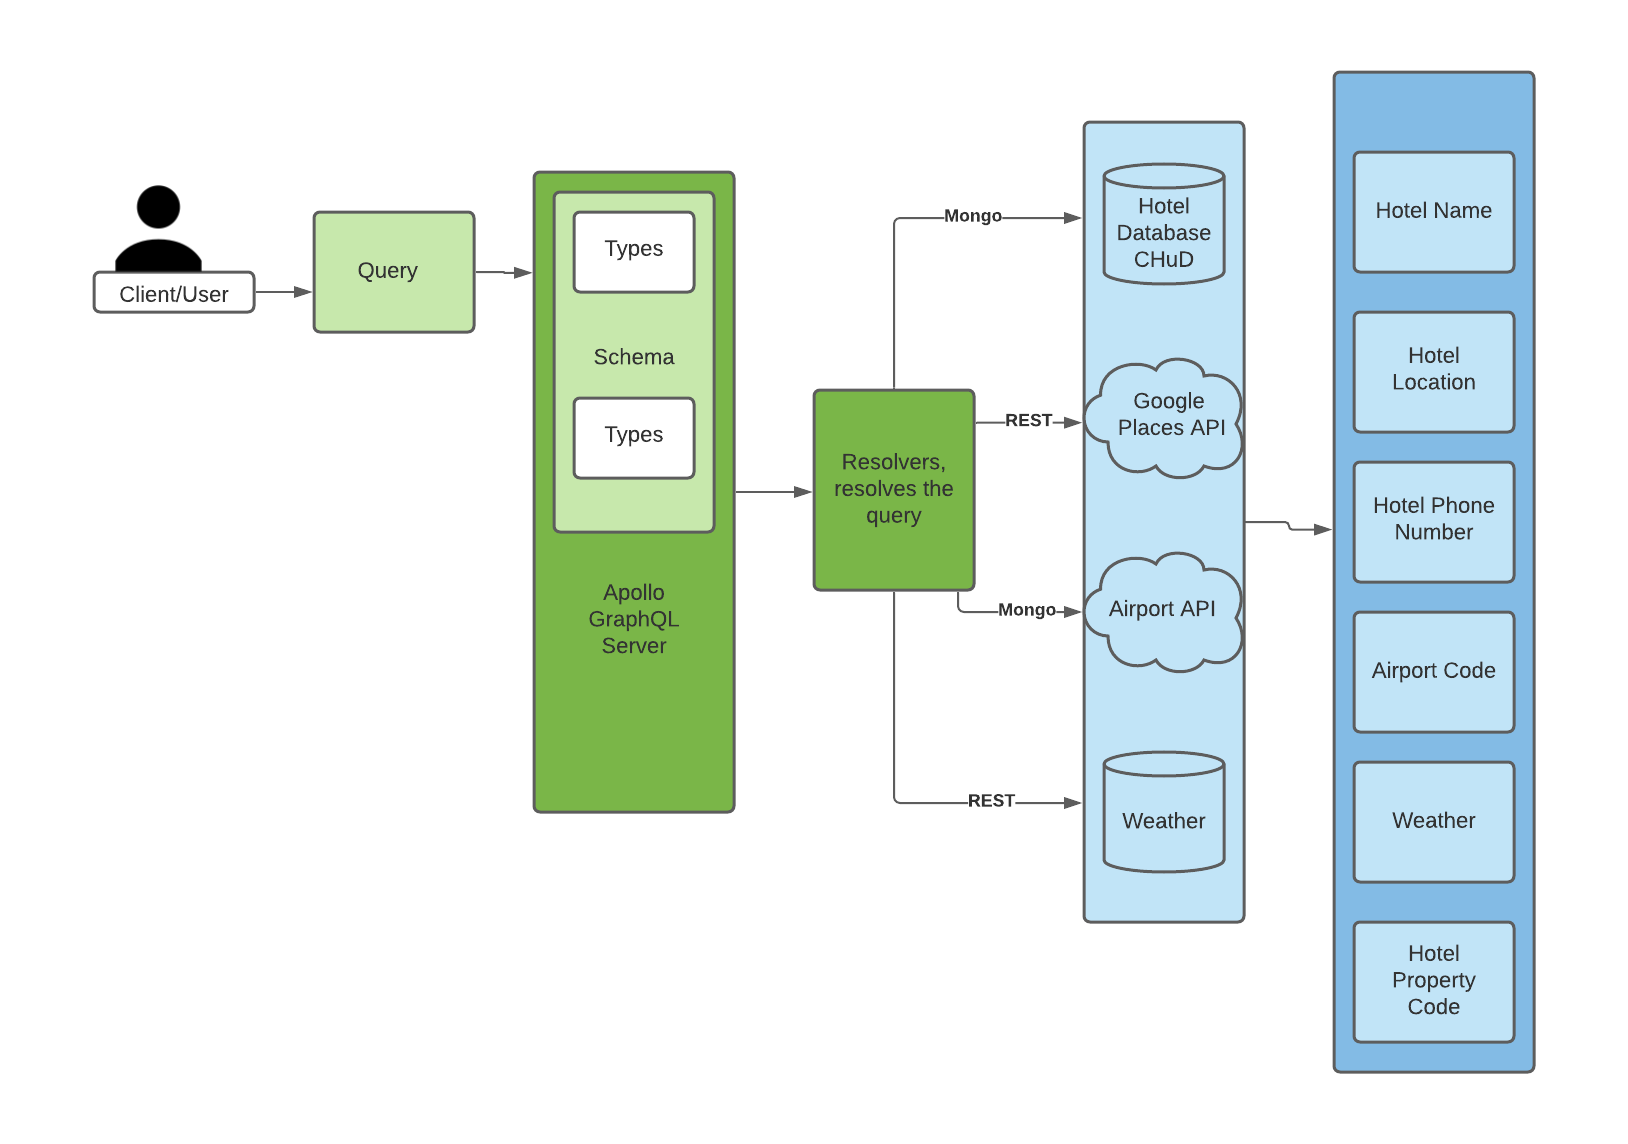 Client/User
Query
Types
Schema
Types
Apollo
GraphQL
Server
Resolvers,
resolves the
query
Mongo
REST
Mongo
REST
Hotel
Database
CHuD
Google
Places API
Airport API
Weather
Hotel Name
Hotel
Location
Hotel Phone
Number
Airport Code
Weather
Hotel
Property
Code